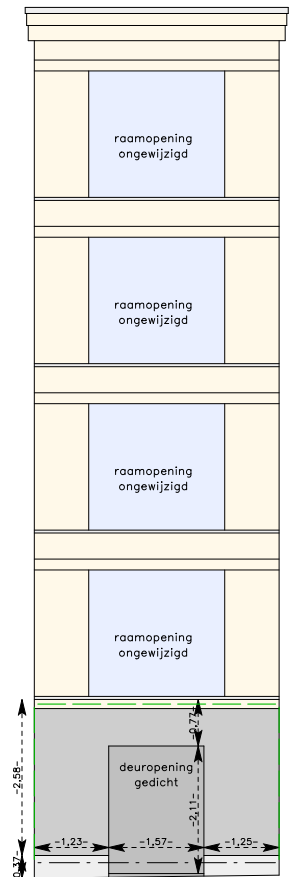 raamopening
ongewijzigd
raamopening
ongewijzigd
raamopening
ongewijzigd
raamopening
ongewijzigd
-0,77-
deuropening
gedicht
-2,58-
-2,11-
-1,23-
-1,57-
-1,25-
0,37-